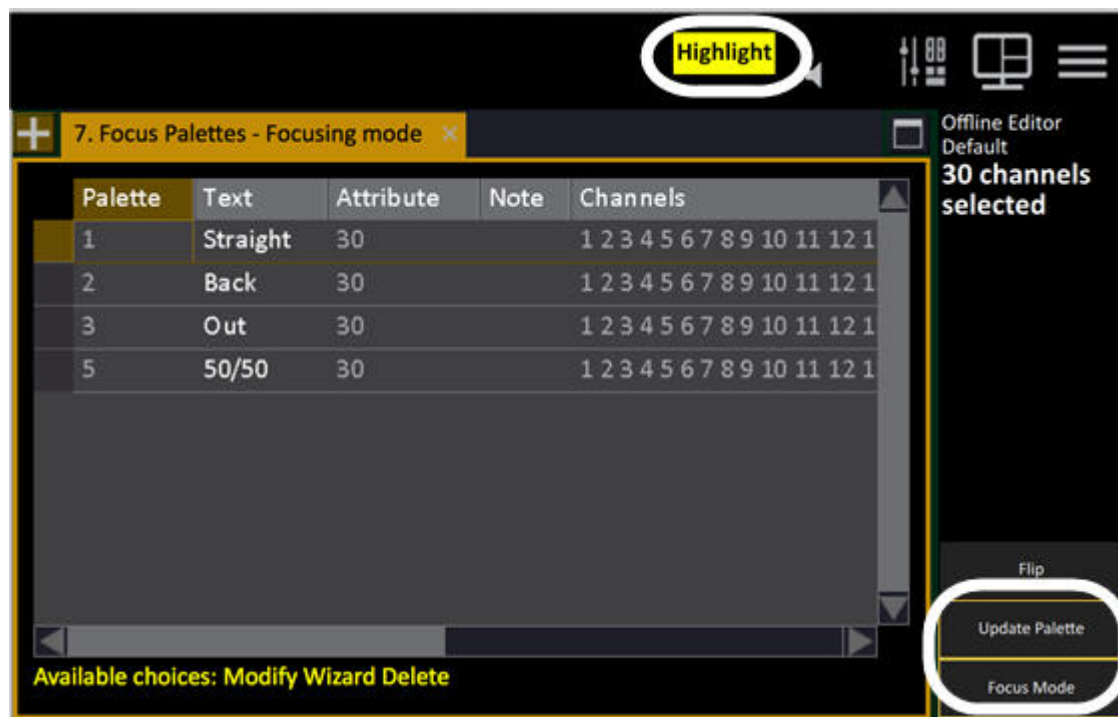 Highlight
7. Focus Palettes - Focusing mode
Offline Editor
Default
30 channels
selected
Palette Text Attribute Note Channels
1 Straight 30 1 2 3 4 5 6 7 8 9 10 11 12 1
2 Back 30 1 2 3 4 5 6 7 8 9 10 11 12 1
3 Out 30 1 2 3 4 5 6 7 8 9 10 11 12 1
5 50/50 30 1 2 3 4 5 6 7 8 9 10 11 12 1
Flip
Update Palette
Focus Mode
Available choices: Modify Wizard Delete